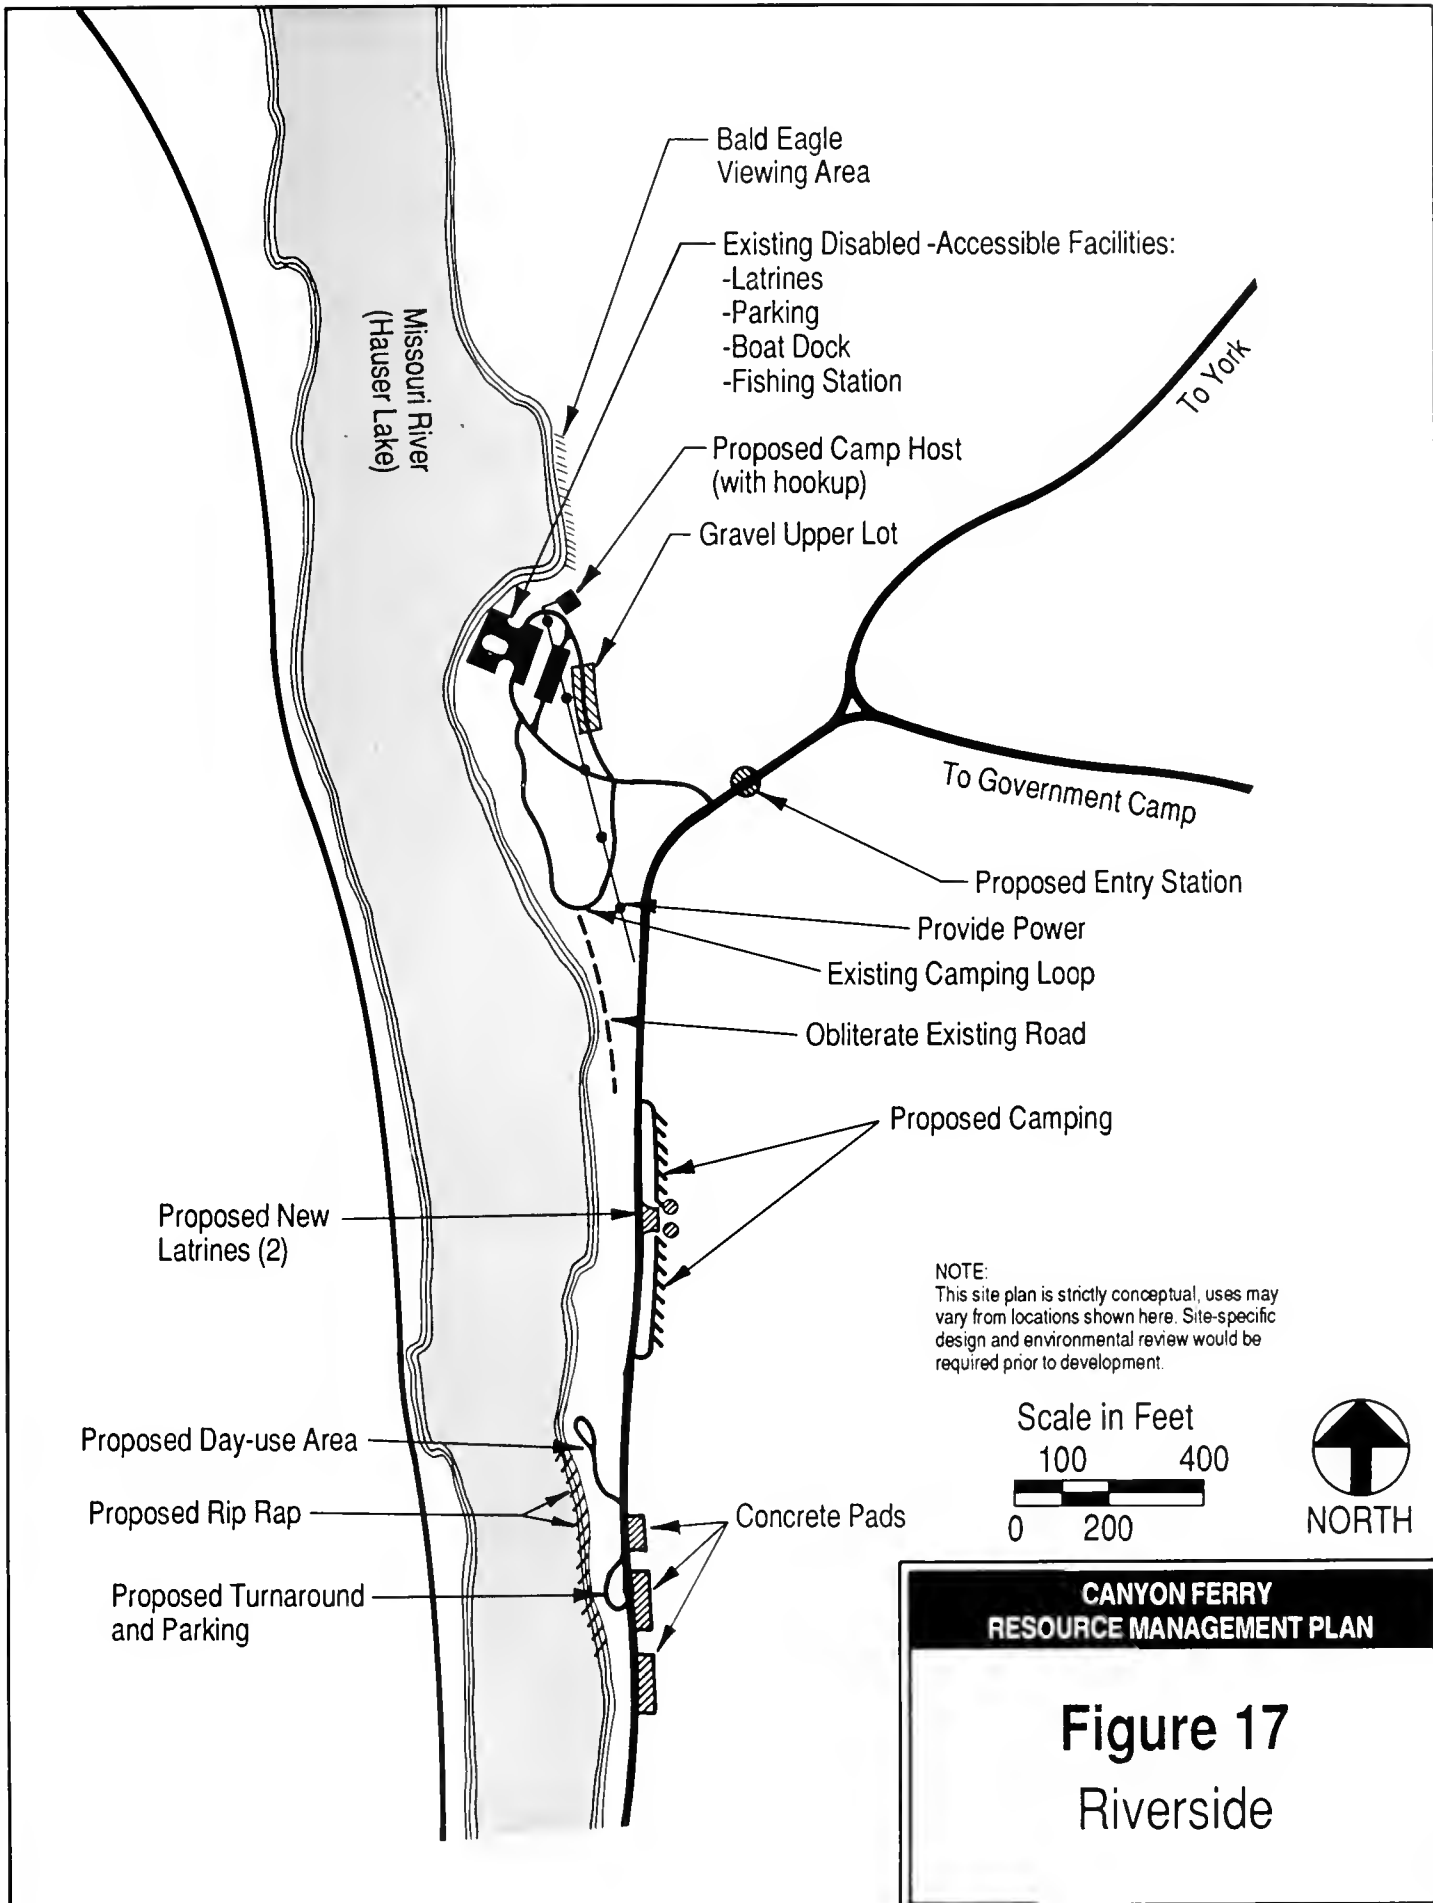 Bald Eagle
Viewing Area
Existing Disabled -Accessible Facilities:
-Latrines
-Parking
-Boat Dock
-Fishing Station
Missouri River
(Hauser Lake)
To York
Proposed Camp Host
(with hookup)
Gravel Upper Lot
To Government Camp
Proposed Entry Station
Provide Power
Existing Camping Loop
Obliterate Existing Road
Proposed Camping
Proposed New
Latrines (2)
NOTE:
This site plan is strictly conceptual, uses may
vary from locations shown here. Site-specific
design and environmental review would be
required prior to development.
Scale in Feet
100 400
0 200
NORTH
Proposed Day-use Area
Proposed Rip Rap
Concrete Pads
Proposed Turnaround
and Parking
CANYON FERRY
RESOURCE MANAGEMENT PLAN
Figure 17
Riverside